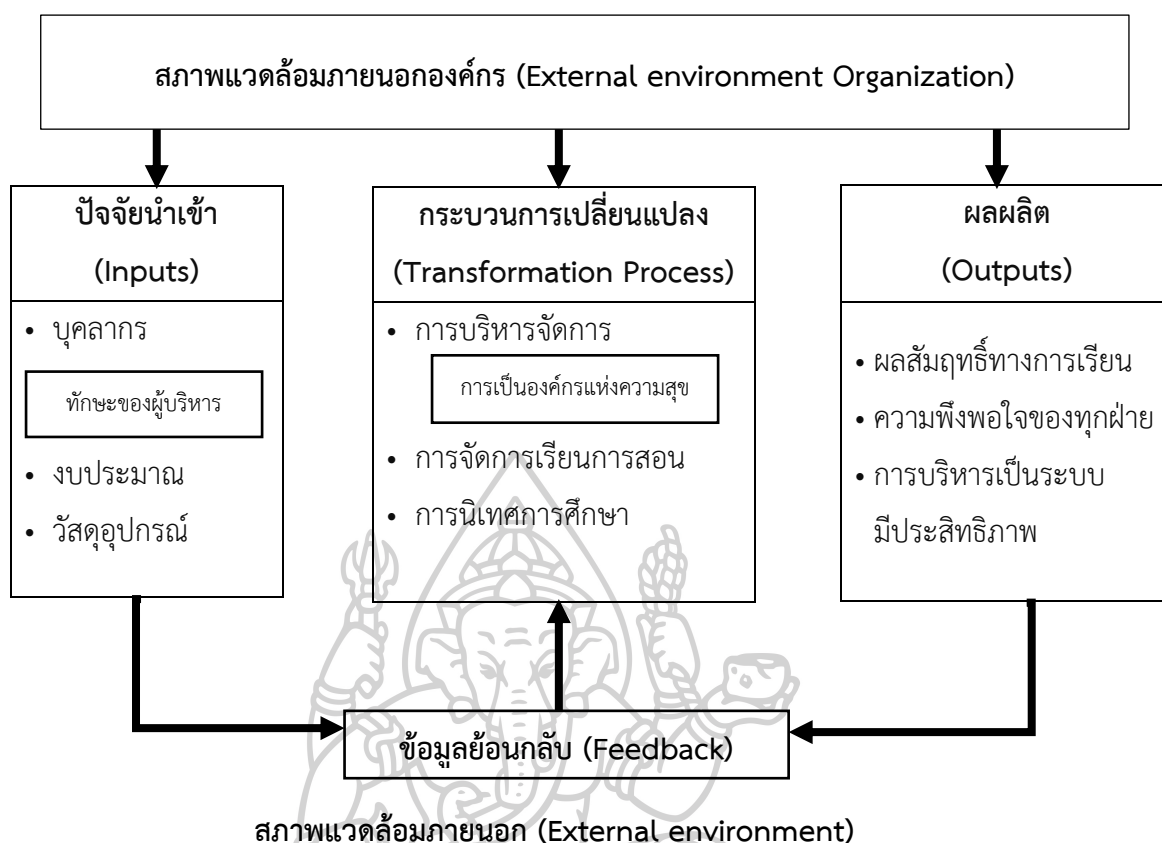 สภาพแวดล้อมภายนอกองค์กร (External environment Organization)
ปัจจัยนำเข้า
(Inputs)
• บุคลากร
ทักษะของผู้บริหาร
• งบประมาณ
• วัสดุอุปกรณ์
กระบวนการเปลี่ยนแปลง
(Transformation Process)
• การบริหารจัดการ
การเป็นองค์กรแห่งความสุข
• การจัดการเรียนการสอน
• การนิเทศการศึกษา
ผลผลิต
(Outputs)
• ผลสัมฤทธิ์ทางการเรียน
• ความพึงพอใจของทุกฝ่าย
• การบริหารเป็นระบบ
มีประสิทธิภาพ
ข้อมูลย้อนกลับ (Feedback)
สภาพแวดล้อมภายนอก (External environment)